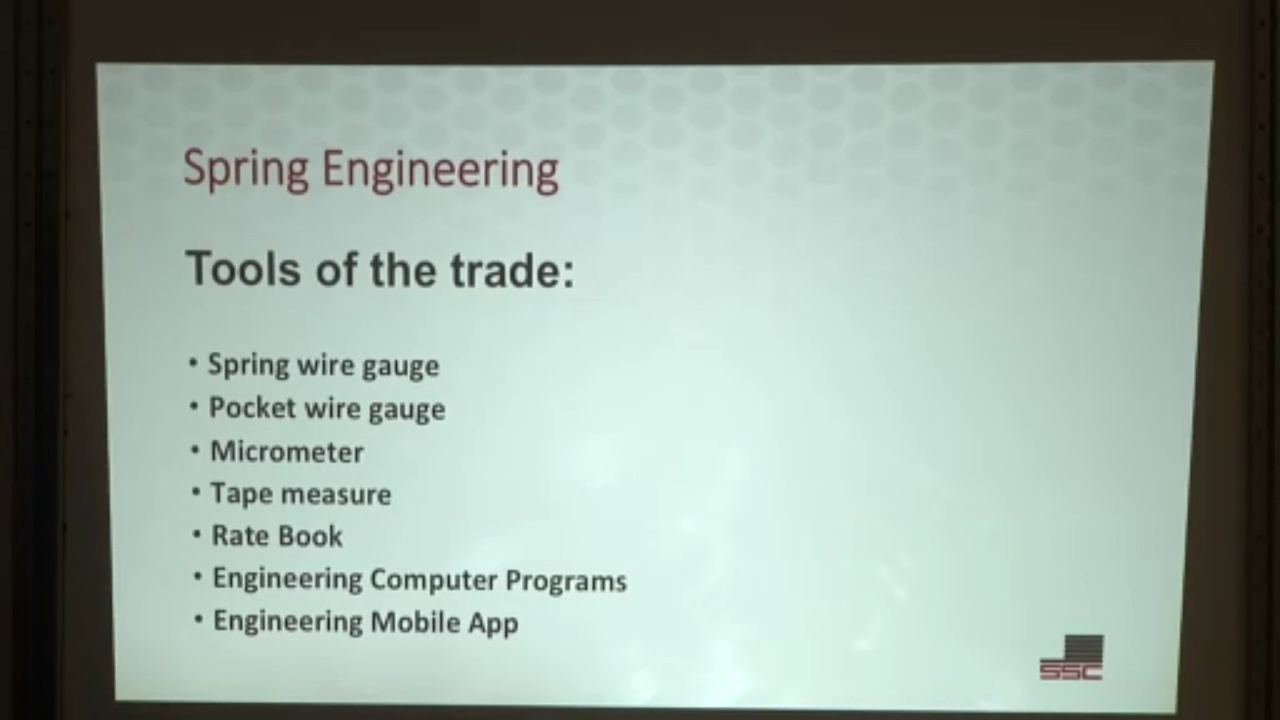 Spring Engineering
Tools of the trade:
• Spring wire gauge
• Pocket wire gauge
• Micrometer
• Tape measure
• Rate Book
• Engineering Computer Programs
• Engineering Mobile App
SSC